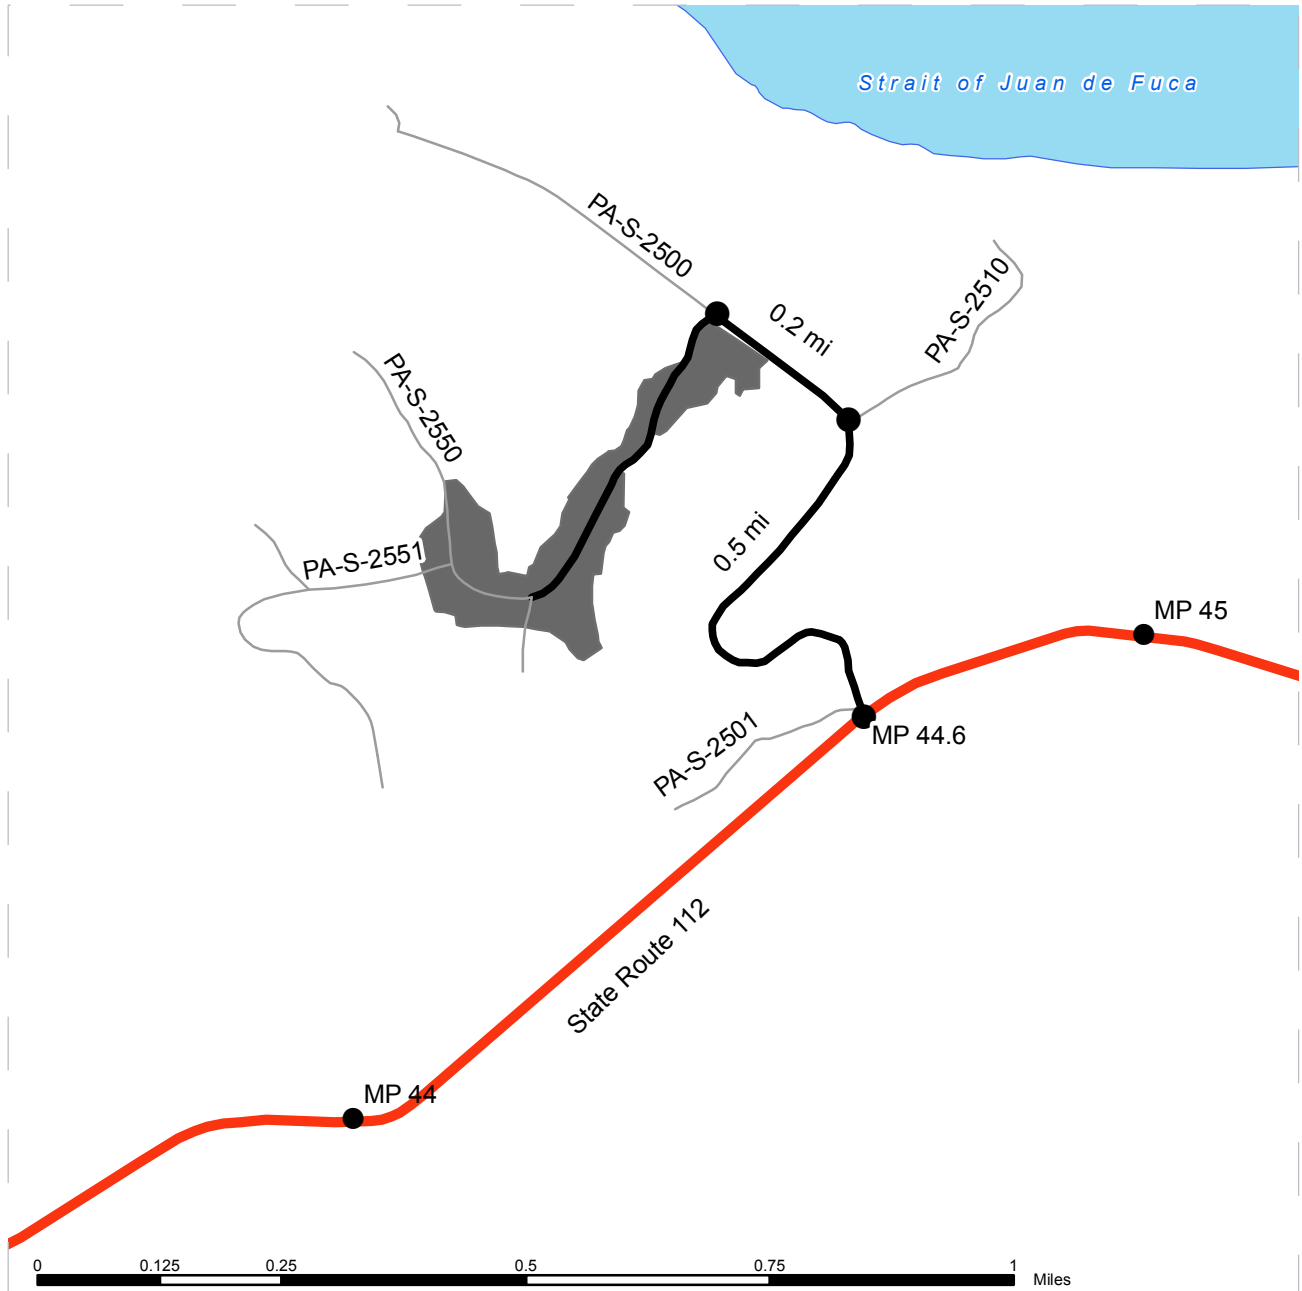 Strait of Juan de Fuca
PA-S-2500
PA-S-2510
0.2 mi
PA-S-2550
0.5 mi
PA-S-2551
MP 45
MP 44.6
PA-S-2501
State Route 112
MP 44
0 0.125 0.25 0.5 0.75 1
Miles